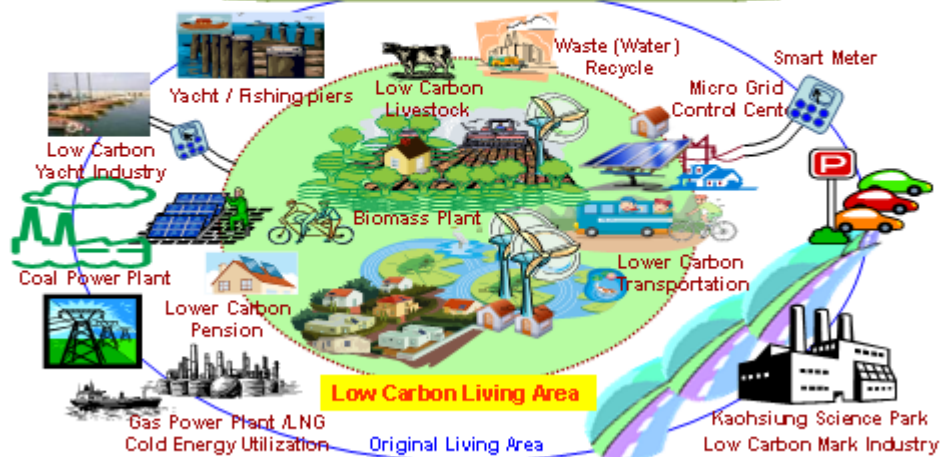 Waste (Water)
Recycle
Smart Meter
Yacht / Fishing piers
Low Carbon
Livestock
Micro Grid
Control Cente
Low Carbon
Yacht Industry
P
Biomass Plant
Coal Power Plant
Lower Carbon
Transportation
Lower Carbon
Pension
Low Carbon Living Area
Gas Power Plant /LNG
Cold Energy Utilization
Original Living Area
Kaohsiung Science Park
Low Carbon Mark Industry